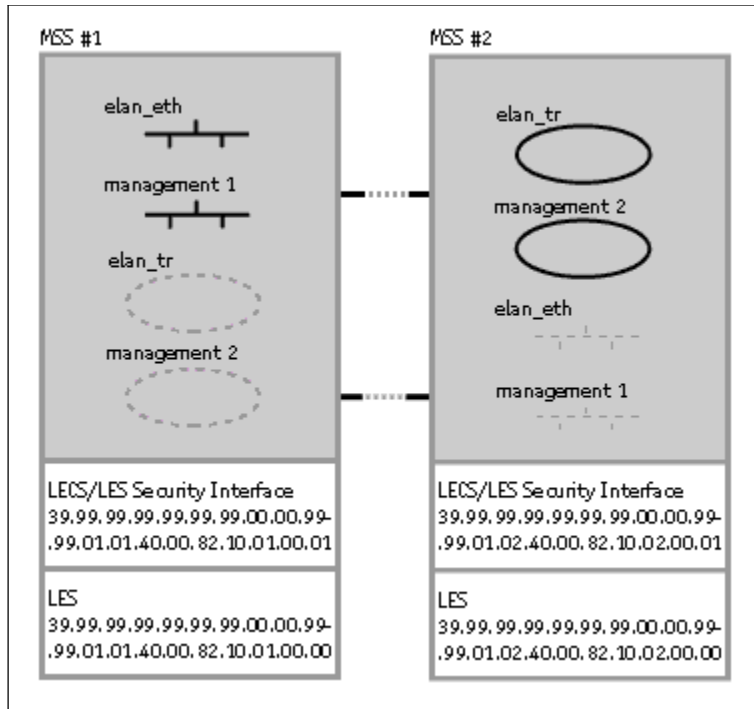 MSS #1
elan_eth
management 1
elan_tr
management 2
LECS/LES Security Interface
39.99.99.99.99.99.99.00.00.99-
.99.01.01.40.00.82.10.01.00.01
LES
39.99.99.99.99.99.99.00.00.99-
.99.01.01.40.00.82.10.01.00.00
MSS #2
elan_tr
management 2
elan_eth
management 1
LECS/LES Security Interface
39.99.99.99.99.99.99.00.00.99-
.99.01.02.40.00.82.10.02.00.01
LES
39.99.99.99.99.99.99.00.00.99-
.99.01.02.40.00.82.10.02.00.00